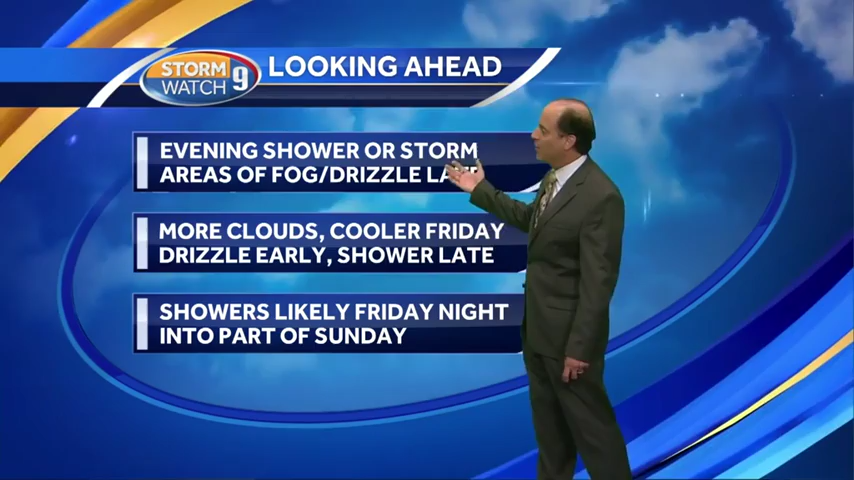 STORM
WATCH 9
LOOKING AHEAD
EVENING SHOWER OR STORM
AREAS OF FOG/DRIZZLE LATE
MORE CLOUDS, COOLER FRIDAY
DRIZZLE EARLY, SHOWER LATE
SHOWERS LIKELY FRIDAY NIGHT
INTO PART OF SUNDAY